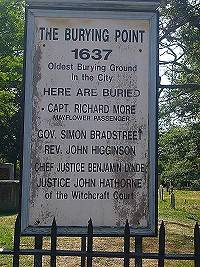 THE BURYING POINT
1637
Oldest Burying Ground
In the City
HERE ARE BURIED
• CAPT. RICHARD MORE
MAYFLOWER PASSENGER
GOV. SIMON BRADSTREET
REV. JOHN HIGGINSON
CHIEF JUSTICE BENJAMIN LYNDE
JUSTICE JOHN HATHORNE
of the Witchcraft Court